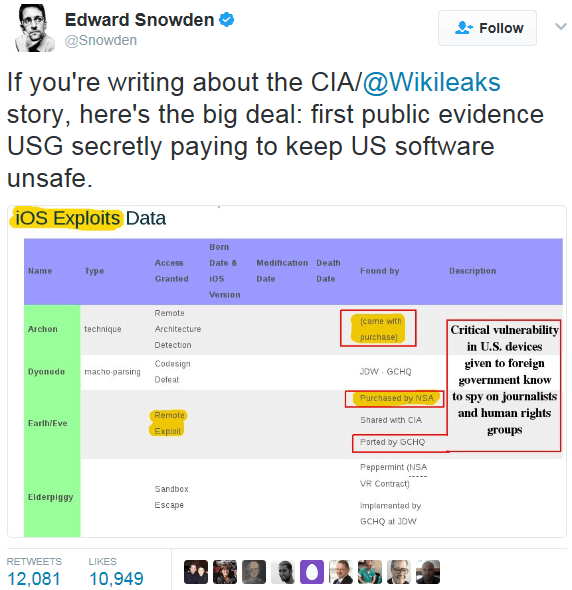 Edward Snowden
@Snowden
Follow
If you're writing about the CIA/@Wikileaks
story, here's the big deal: first public evidence
USG secretly paying to keep US software
unsafe.
iOS Exploits Data
Name Type Access Granted Born Date & iOS Version Modification Date Death Date Found by Description
Archon technique Remote Architecture Detection (came with purchase)
Dyonedo macho-parsing Codesign Defeat JDW - GCHQ
Earth/Eve Remote Exploit Purchased by NSA
Shared with CIA
Ported by GCHQ
Elderpiggy Sandbox Escape Peppermint (NSA VR Contract)
Implemented by GCHQ at JDW
Critical vulnerability
in U.S. devices
given to foreign
government know
to spy on journalists
and human rights
groups
RETWEETS LIKES
12,081 10,949